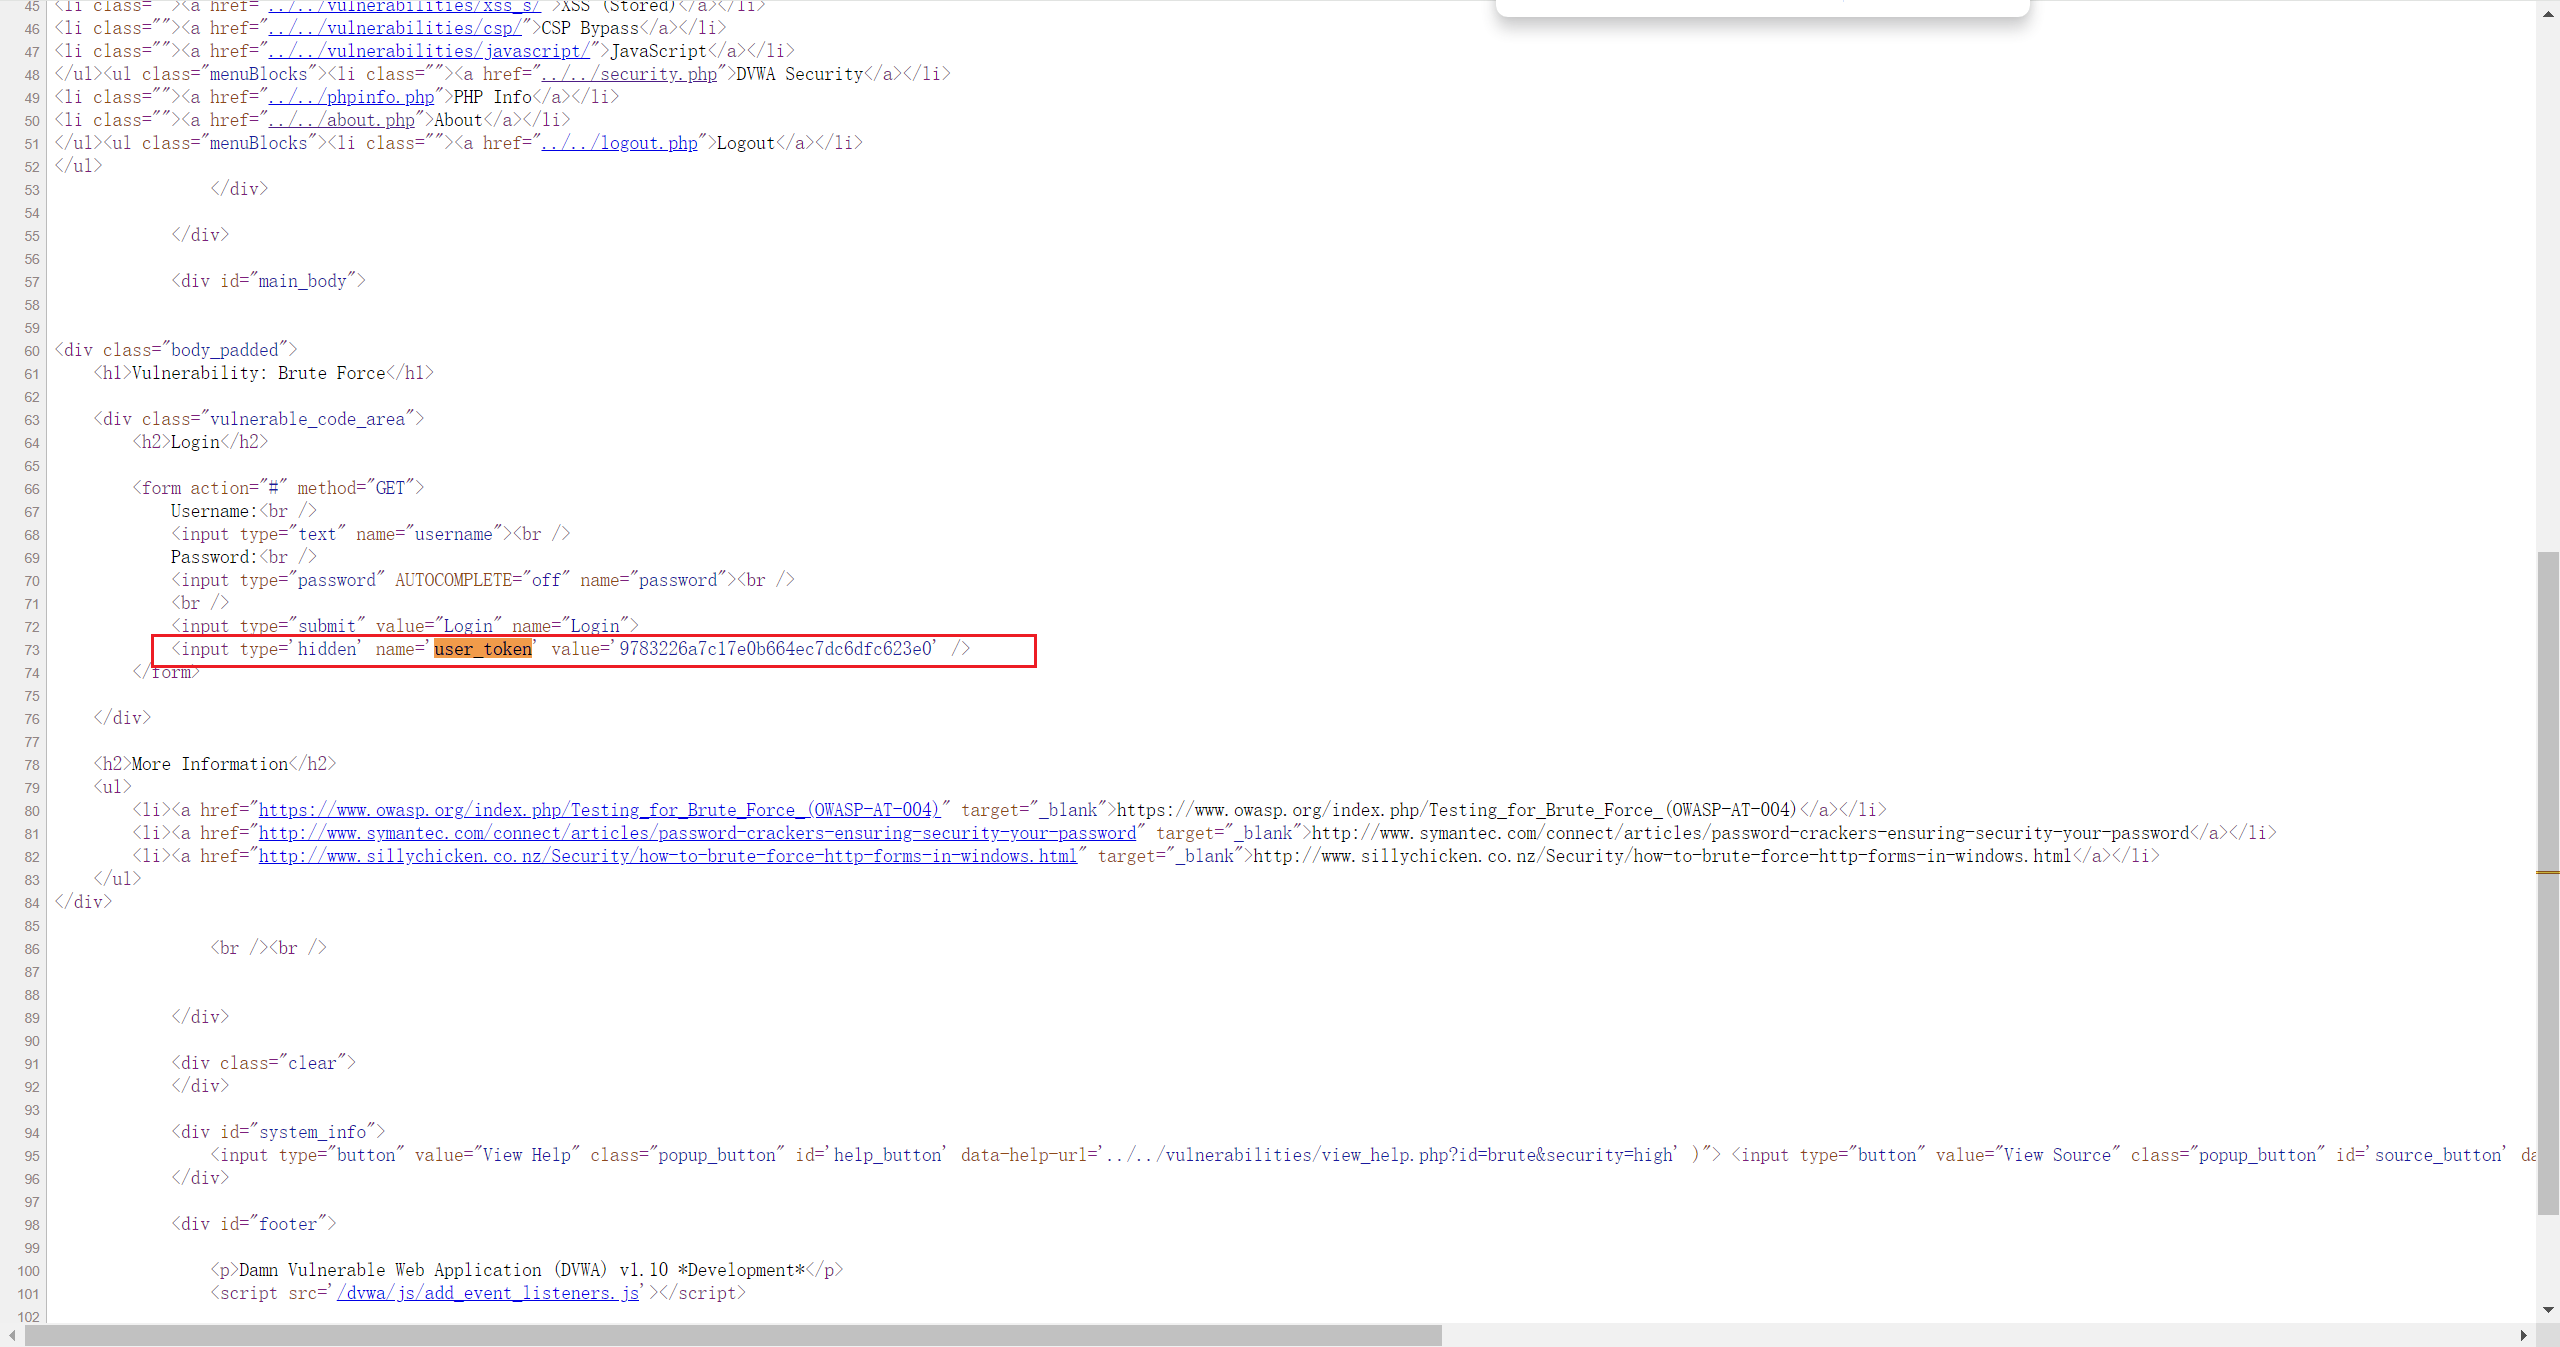 45 <li class=""><a href="../../vulnerabilities/xss_s/">XSS (Stored)</a></li>
46 <li class=""><a href="../../vulnerabilities/csp/">CSP Bypass</a></li>
47 <li class=""><a href="../../vulnerabilities/javascript/">JavaScript</a></li>
48 </ul><ul class="menuBlocks"><li class=""><a href="../../security.php">DVWA Security</a></li>
49 <li class=""><a href="../../phpinfo.php">PHP Info</a></li>
50 <li class=""><a href="../../about.php">About</a></li>
51 </ul><ul class="menuBlocks"><li class=""><a href="../../logout.php">Logout</a></li>
52 </ul>
53 </div>
54
55 </div>
56
57 <div id="main_body">
58
59
60 <div class="body_padded">
61 <h1>Vulnerability: Brute Force</h1>
62
63 <div class="vulnerable_code_area">
64 <h2>Login</h2>
65
66 <form action="#" method="GET">
67 Username:<br />
68 <input type="text" name="username"><br />
69 Password:<br />
70 <input type="password" AUTOCOMPLETE="off" name="password"><br />
71 <br />
72 <input type="submit" value="Login" name="Login">
73 <input type='hidden' name='user_token' value='9783226a7c17e0b664ec7dc6dfc623e0' />
74 </form>
75
76 </div>
77
78 <h2>More Information</h2>
79 <ul>
80 <li><a href="https://www.owasp.org/index.php/Testing_for_Brute_Force_(OWASP-AT-004)" target="_blank">https://www.owasp.org/index.php/Testing_for_Brute_Force_(OWASP-AT-004)</a></li>
81 <li><a href="http://www.symantec.com/connect/articles/password-crackers-ensuring-security-your-password" target="_blank">http://www.symantec.com/connect/articles/password-crackers-ensuring-security-your-password</a></li>
82 <li><a href="http://www.sillychicken.co.nz/Security/how-to-brute-force-http-forms-in-windows.html" target="_blank">http://www.sillychicken.co.nz/Security/how-to-brute-force-http-forms-in-windows.html</a></li>
83 </ul>
84 </div>
85
86 <br /><br />
87
88
89 </div>
90
91 <div class="clear">
92 </div>
93
94 <div id="system_info">
95 <input type="button" value="View Help" class="popup_button" id='help_button' data-help-url='../../vulnerabilities/view_help.php?id=brute&security=high' )"> <input type="button" value="View Source" class="popup_button" id='source_button' da
96 </div>
97
98 <div id="footer">
99
100 <p>Damn Vulnerable Web Application (DVWA) v1.10 *Development*</p>
101 <script src='/dvwa/js/add_event_listeners.js'></script>
102